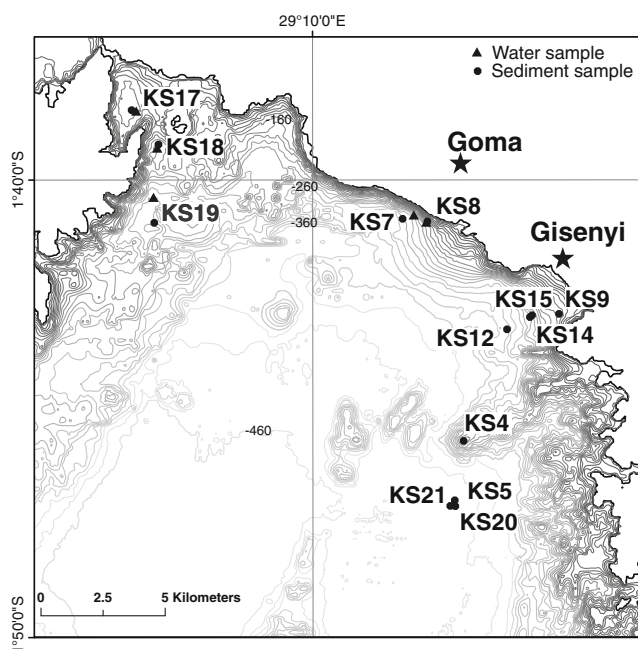 29°10'0"E
Water sample
Sediment sample
KS17
-160
KS18
Goma
1°40'0"S
-260
KS19
-360
KS7
KS8
Gisenyi
KS15
KS9
KS12
KS14
-460
KS4
KS21
KS5
KS20
0 2.5 5 Kilometers
1°50'0"S